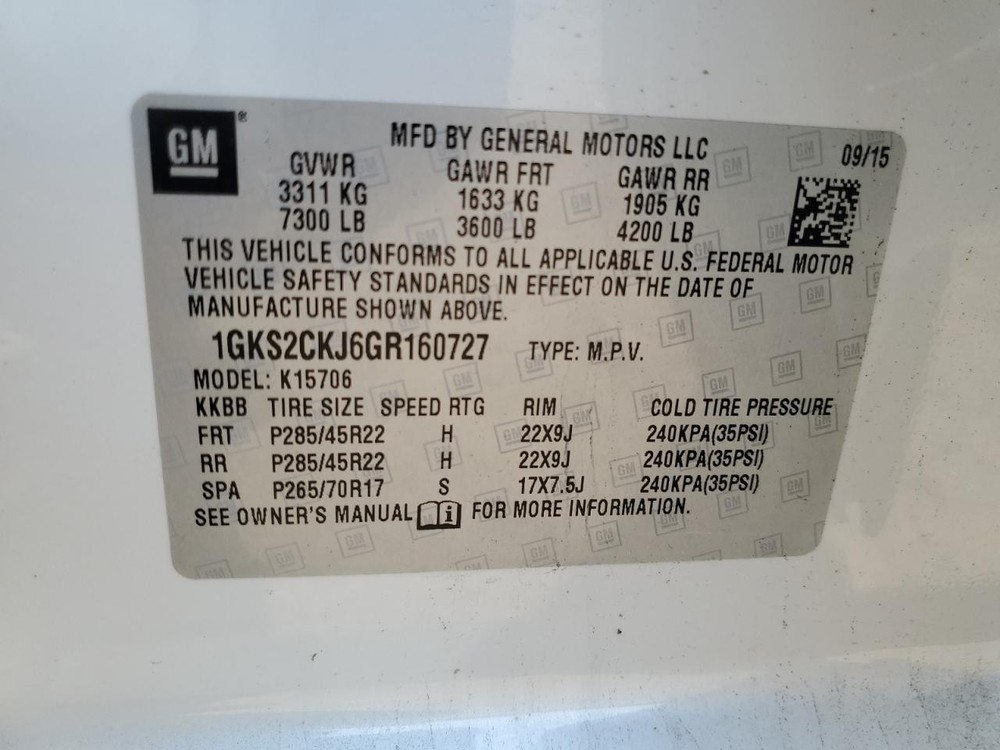 GM®
MFD BY GENERAL MOTORS LLC
09/15
GVWR GAWR FRT GAWR RR
3311 KG 1633 KG 1905 KG
7300 LB 3600 LB 4200 LB
THIS VEHICLE CONFORMS TO ALL APPLICABLE U.S. FEDERAL MOTOR
VEHICLE SAFETY STANDARDS IN EFFECT ON THE DATE OF
MANUFACTURE SHOWN ABOVE.
1GKS2CKJ6GR160727 TYPE: M.P.V.
MODEL: K15706
KKBB TIRE SIZE SPEED RTG RIM COLD TIRE PRESSURE
FRT P285/45R22 H 22X9J 240KPA(35PSI)
RR P285/45R22 H 22X9J 240KPA(35PSI)
SPA P265/70R17 S 17X7.5J 240KPA(35PSI)
SEE OWNER'S MANUAL i FOR MORE INFORMATION.